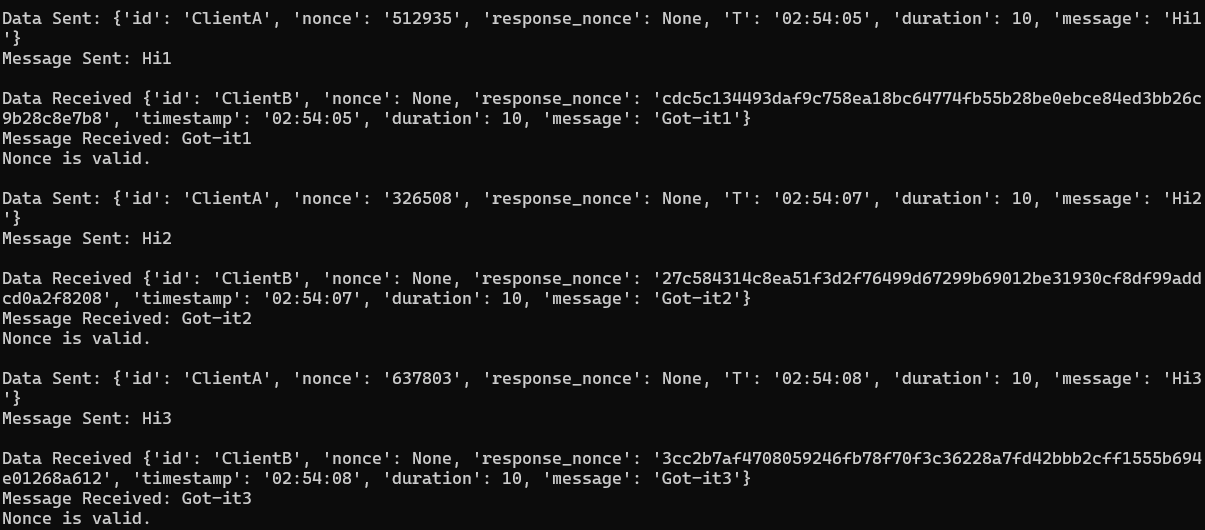 Data Sent: {'id': 'ClientA', 'nonce': '512935', 'response_nonce': None, 'T': '02:54:05', 'duration': 10, 'message': 'Hi1
'}
Message Sent: Hi1
Data Received {'id': 'ClientB', 'nonce': None, 'response_nonce': 'cdc5c134493daf9c758ea18bc64774fb55b28be0ebce84ed3bb26c
9b28c8e7b8', 'timestamp': '02:54:05', 'duration': 10, 'message': 'Got-it1'}
Message Received: Got-it1
Nonce is valid.
Data Sent: {'id': 'ClientA', 'nonce': '326508', 'response_nonce': None, 'T': '02:54:07', 'duration': 10, 'message': 'Hi2
'}
Message Sent: Hi2
Data Received {'id': 'ClientB', 'nonce': None, 'response_nonce': '27c584314c8ea51f3d2f76499d67299b69012be31930cf8df99add
cd0a2f8208', 'timestamp': '02:54:07', 'duration': 10, 'message': 'Got-it2'}
Message Received: Got-it2
Nonce is valid.
Data Sent: {'id': 'ClientA', 'nonce': '637803', 'response_nonce': None, 'T': '02:54:08', 'duration': 10, 'message': 'Hi3
'}
Message Sent: Hi3
Data Received {'id': 'ClientB', 'nonce': None, 'response_nonce': '3cc2b7af4708059246fb78f70f3c36228a7fd42bbb2cff1555b694
e01268a612', 'timestamp': '02:54:08', 'duration': 10, 'message': 'Got-it3'}
Message Received: Got-it3
Nonce is valid.